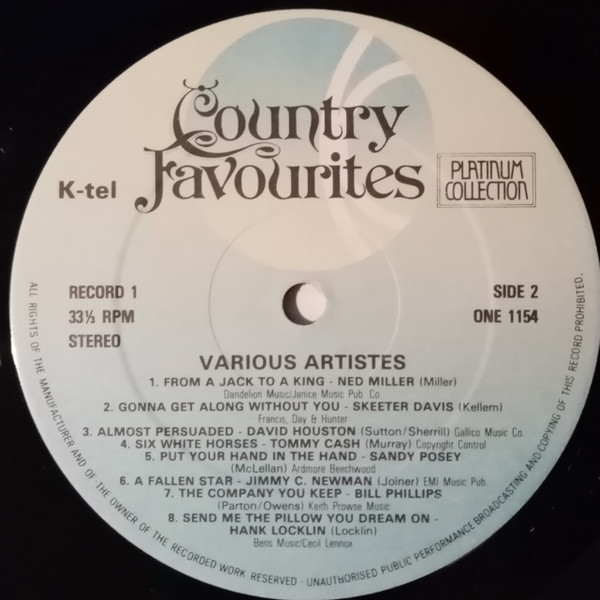 Country
Favourites
K-tel
PLATINUM
COLLECTION
RECORD 1
33⅓ RPM
STEREO
SIDE 2
ONE 1154
VARIOUS ARTISTES
1. FROM A JACK TO A KING - NED MILLER (Miller)
Dandelion Music/Janice Music Pub. Co
2. GONNA GET ALONG WITHOUT YOU - SKEETER DAVIS (Kellem)
Francis, Day & Hunter
3. ALMOST PERSUADED - DAVID HOUSTON (Sutton/Sherrill) Gallico Music Co.
4. SIX WHITE HORSES - TOMMY CASH (Murray) Copyright Control
5. PUT YOUR HAND IN THE HAND - SANDY POSEY
(McLellan) Ardmore Beechwood
6. A FALLEN STAR - JIMMY C. NEWMAN (Joiner) EMI Music Pub.
7. THE COMPANY YOU KEEP - BILL PHILLIPS
(Parton/Owens) Keith Prowse Music
8. SEND ME THE PILLOW YOU DREAM ON -
HANK LOCKLIN (Locklin)
Bens Music/Cecil Lennox
ALL RIGHTS OF THE MANUFACTURER AND OF THE OWNER OF THE RECORDED WORK RESERVED - UNAUTHORISED PUBLIC PERFORMANCE BROADCASTING AND COPYING OF THIS RECORD PROHIBITED.